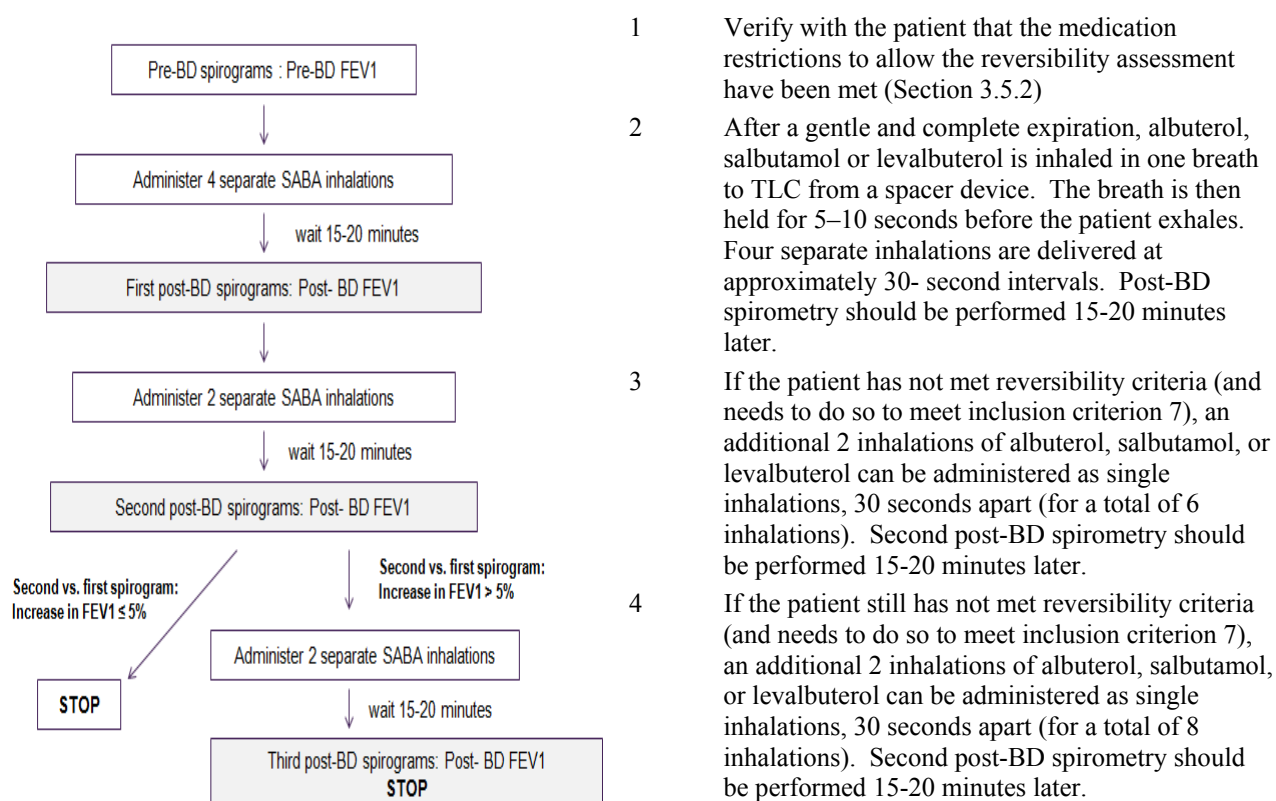 Pre-BD spirograms : Pre-BD FEV1
Administer 4 separate SABA inhalations
wait 15-20 minutes
First post-BD spirograms: Post- BD FEV1
Administer 2 separate SABA inhalations
wait 15-20 minutes
Second post-BD spirograms: Post- BD FEV1
Second vs. first spirogram:
Increase in FEV1 ≤ 5%
Second vs. first spirogram:
Increase in FEV1 > 5%
STOP
Administer 2 separate SABA inhalations
wait 15-20 minutes
Third post-BD spirograms: Post- BD FEV1
STOP
1 Verify with the patient that the medication
restrictions to allow the reversibility assessment
have been met (Section 3.5.2)
2 After a gentle and complete expiration, albuterol,
salbutamol or levalbuterol is inhaled in one breath
to TLC from a spacer device. The breath is then
held for 5–10 seconds before the patient exhales.
Four separate inhalations are delivered at
approximately 30- second intervals. Post-BD
spirometry should be performed 15-20 minutes
later.
3 If the patient has not met reversibility criteria (and
needs to do so to meet inclusion criterion 7), an
additional 2 inhalations of albuterol, salbutamol, or
levalbuterol can be administered as single
inhalations, 30 seconds apart (for a total of 6
inhalations). Second post-BD spirometry should
be performed 15-20 minutes later.
4 If the patient still has not met reversibility criteria
(and needs to do so to meet inclusion criterion 7),
an additional 2 inhalations of albuterol, salbutamol,
or levalbuterol can be administered as single
inhalations, 30 seconds apart (for a total of 8
inhalations). Second post-BD spirometry should
be performed 15-20 minutes later.